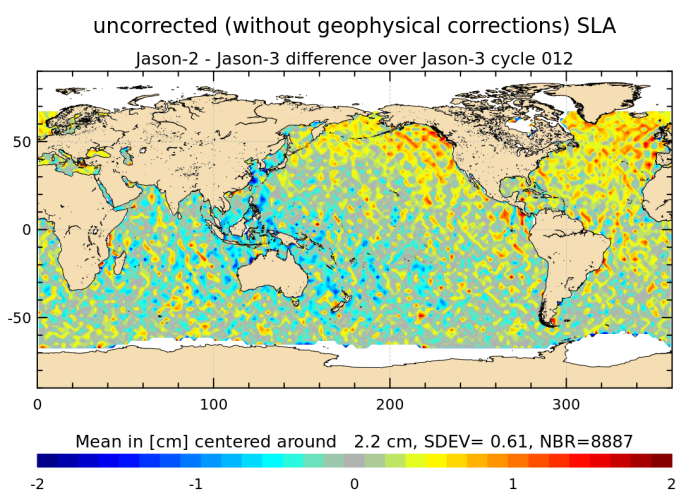 uncorrected (without geophysical corrections) SLA
Jason-2 - Jason-3 difference over Jason-3 cycle 012
50
0
-50
0 100 200 300
Mean in [cm] centered around 2.2 cm, SDEV= 0.61, NBR=8887
-2 -1 0 1 2